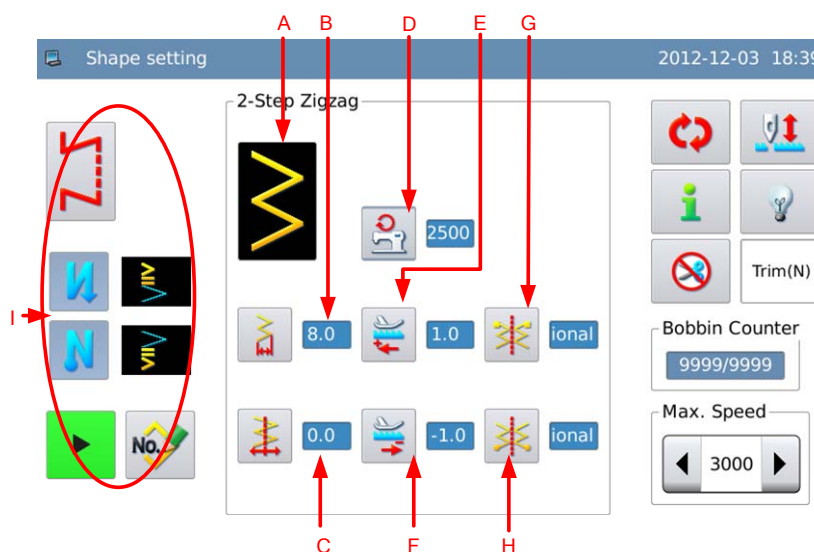 A B D E G
Shape setting 2012-12-03 18:39
2-Step Zigzag
2500
Trim(N)
I
8.0 1.0 ional
Bobbin Counter
9999/9999
Max. Speed
No.
0.0 -1.0 ional
3000
C F H